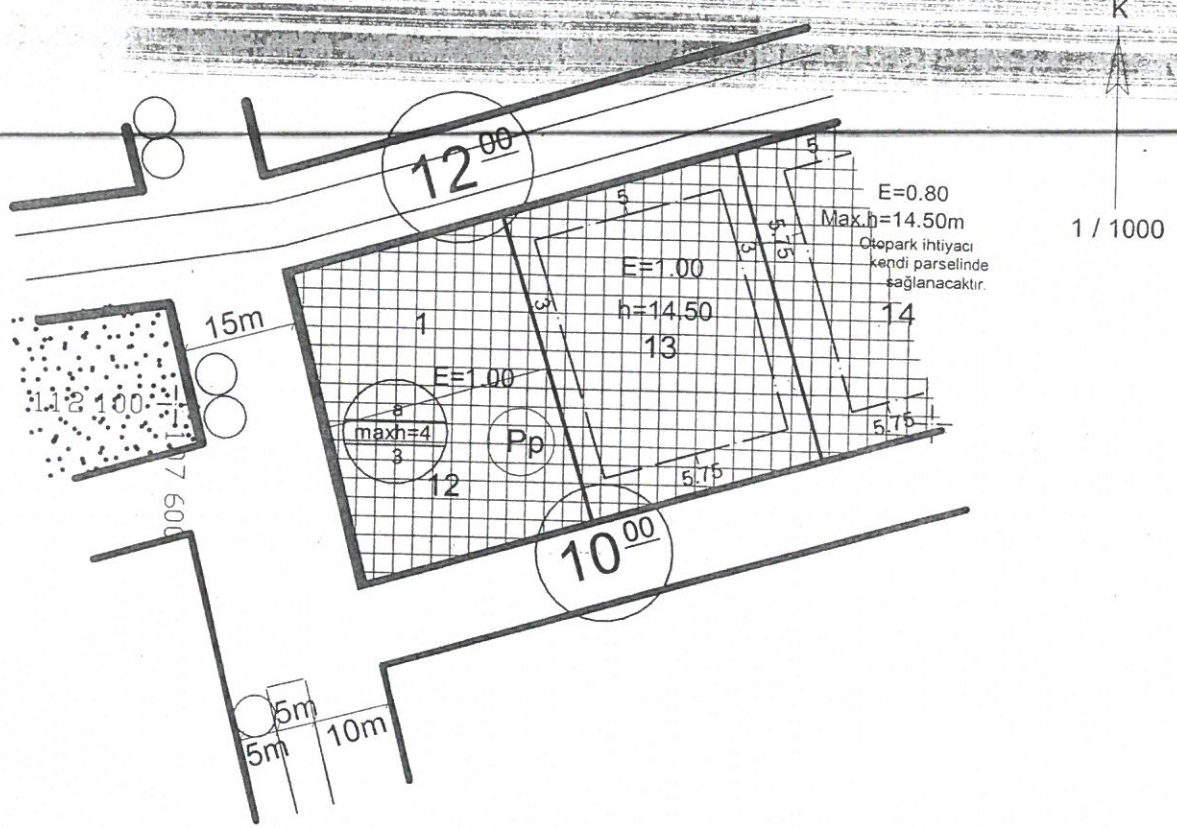 K
1 / 1000
12 00
5
5
E=0.80
Max.h=14.50m
Otopark ihtiyacı
kendi parselinde
sağlanacaktır.
14
5.75
3
E=1.00
h=14.50
13
3
1
15m
E=1.00
a
maxh=4
3
12
Pp
112 100
5.75
5.75
10 00
5m
5m
10m